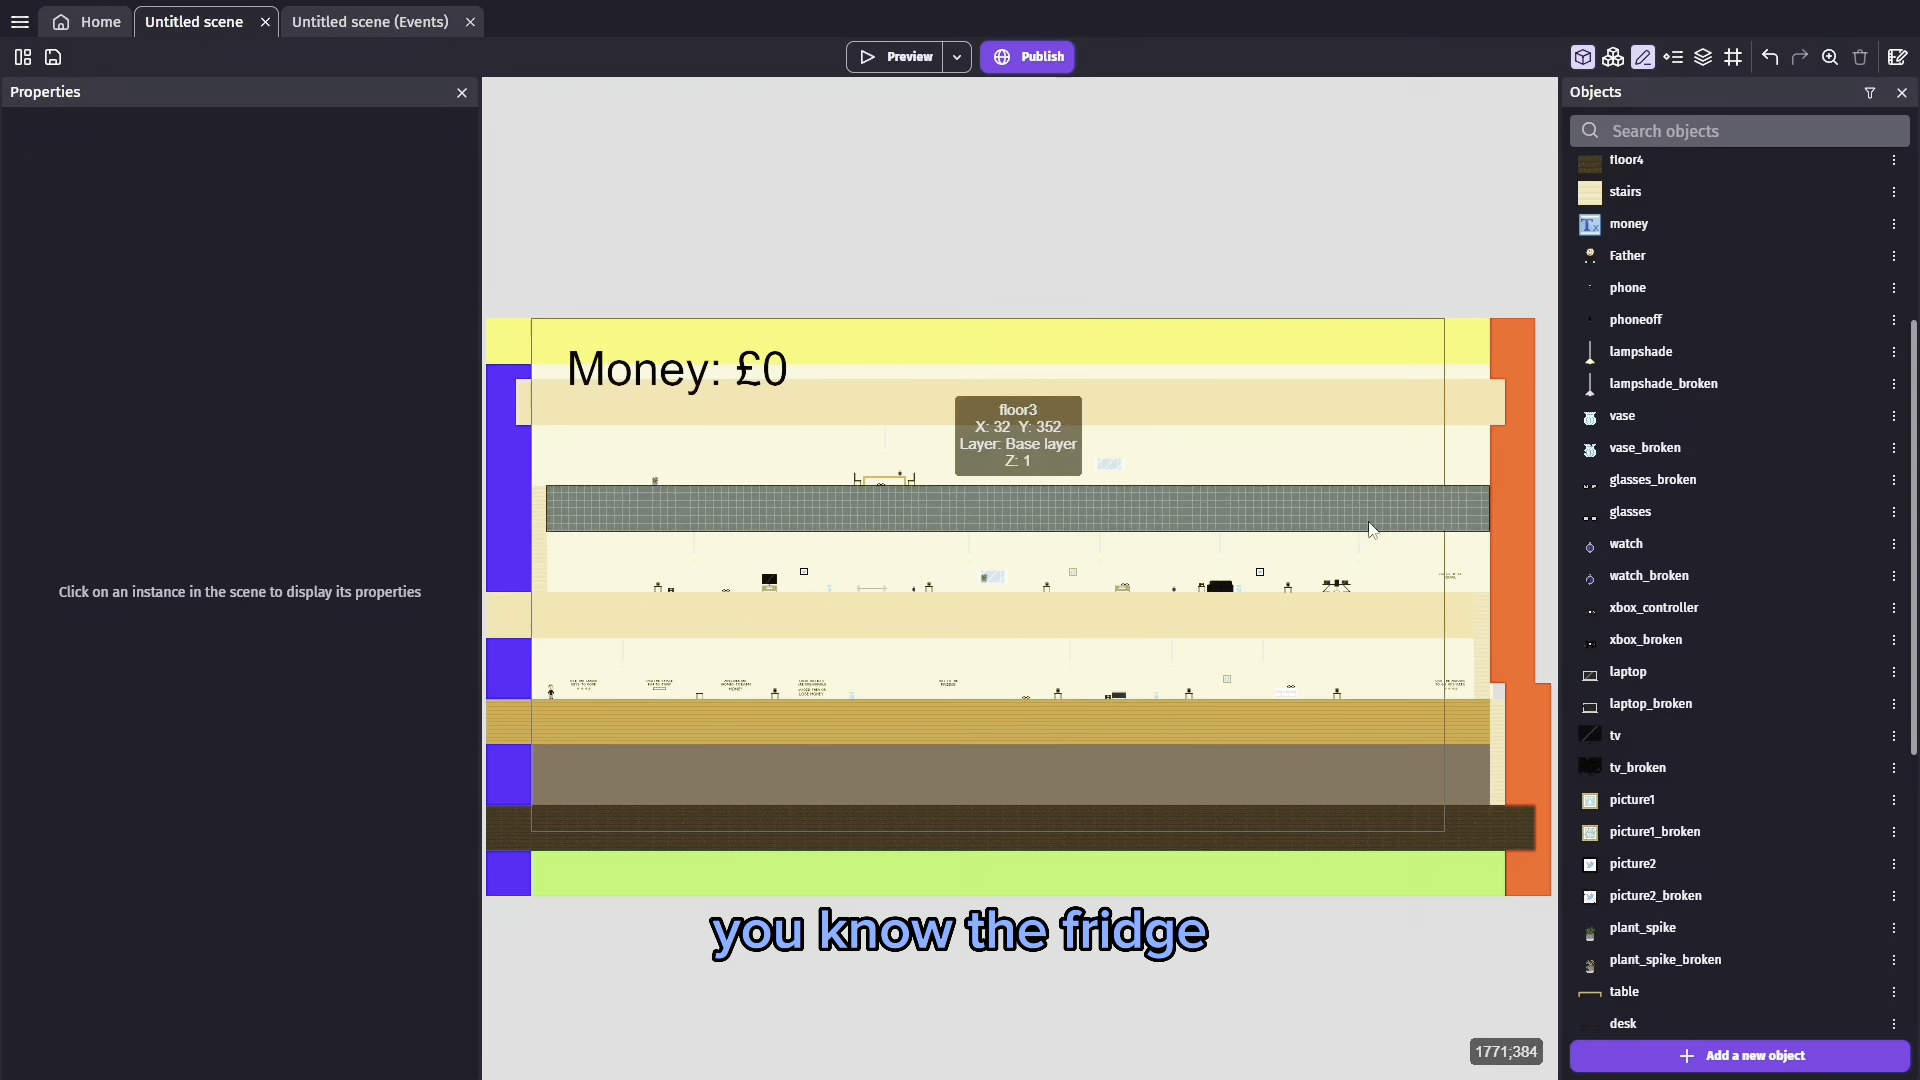 Home
Untitled scene
Untitled scene (Events)
Preview
Publish
Properties
Objects
Search objects
floor4
stairs
money
Father
phone
phoneoff
lampshade
lampshade_broken
vase
vase_broken
glasses_broken
glasses
watch
watch_broken
xbox_controller
xbox_broken
laptop
laptop_broken
tv
tv_broken
picture1
picture1_broken
picture2
picture2_broken
plant_spike
plant_spike_broken
table
desk
Add a new object
Click on an instance in the scene to display its properties
Money: £0
floor3
X: 32 Y: 352
Layer: Base layer
Z: 1
you know the fridge
1771;384